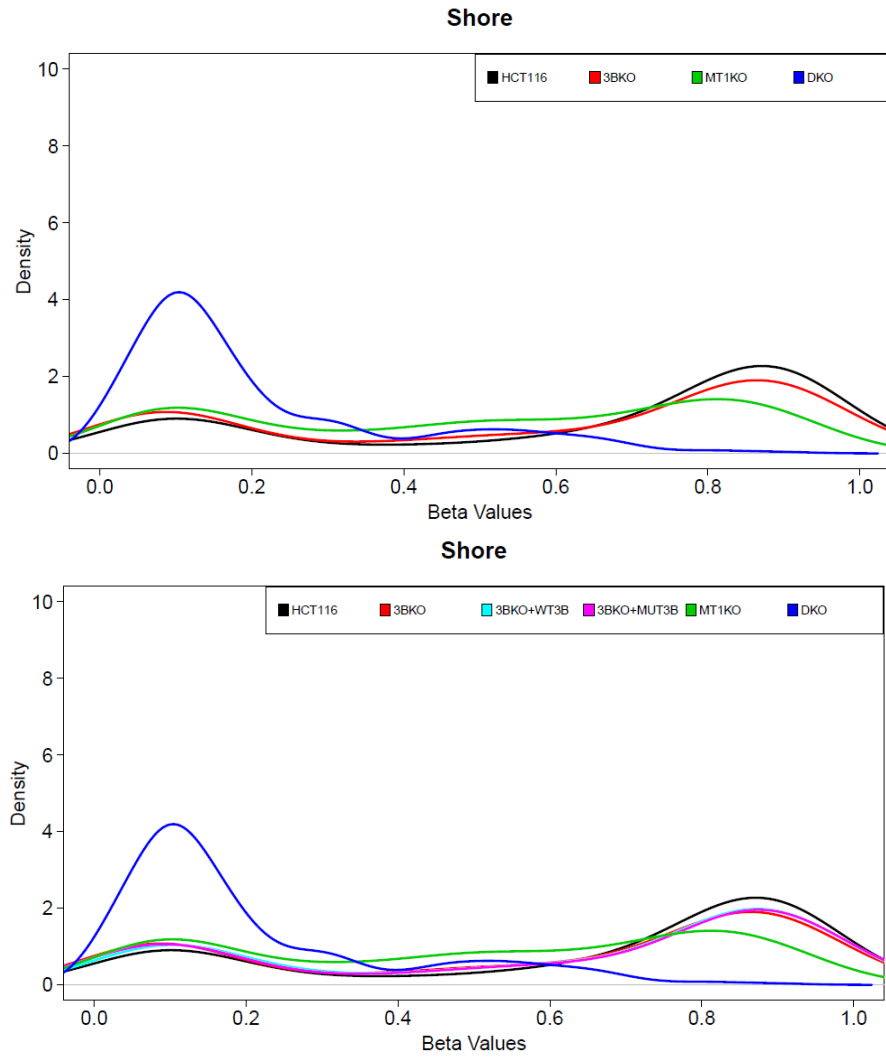 Shore
10
8
6
4
2
0
Density
HCT116 3BKO MT1KO DKO
0.0 0.2 0.4 0.6 0.8 1.0
Beta Values
Shore
10
8
6
4
2
0
Density
HCT116 3BKO 3BKO+WT3B 3BKO+MUT3B MT1KO DKO
0.0 0.2 0.4 0.6 0.8 1.0
Beta Values